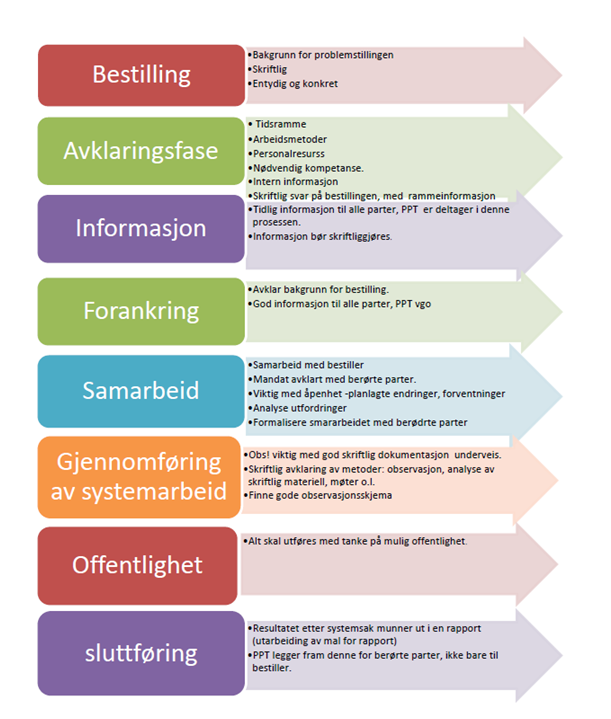 Bestilling
•Bakgrunn for problemstillingen
•Skriftlig
•Entydig og konkret
Avklaringsfase
• Tidsramme
•Arbeidsmetoder
•Personalresurss
•Nødvendig kompetanse.
•Intern informasjon
•Skriftlig svar på bestillingen, med rammeinformasjon
Informasjon
•Tidlig informasjon til alle parter, PPT er deltager i denne
prosessen.
•Informasjon bør skriftliggjøres.
Forankring
•Avklar bakgrunn for bestilling.
•God informasjon til alle parter, PPT vgo
Samarbeid
•Samarbeid med bestiller
•Mandat avklart med berørte parter.
•Viktig med åpenhet -planlagte endringer, forventninger
•Analyse utfordringer
•Formalisere smararbeidet med berødrte parter
Gjennomføring
av systemarbeid
•Obs! viktig med god skriftlig dokumentasjon underveis.
•Skriftlig avklaring av metoder: observasjon, analyse av
skriftlig materiell, møter o.l.
•Finne gode observasjonsskjema
Offentlighet
•Alt skal utføres med tanke på mulig offentlighet.
sluttføring
•Resultatet etter systemsak munner ut i en rapport
(utarbeiding av mal for rapport)
•PPT legger fram denne for berørte parter, ikke bare til
bestiller.